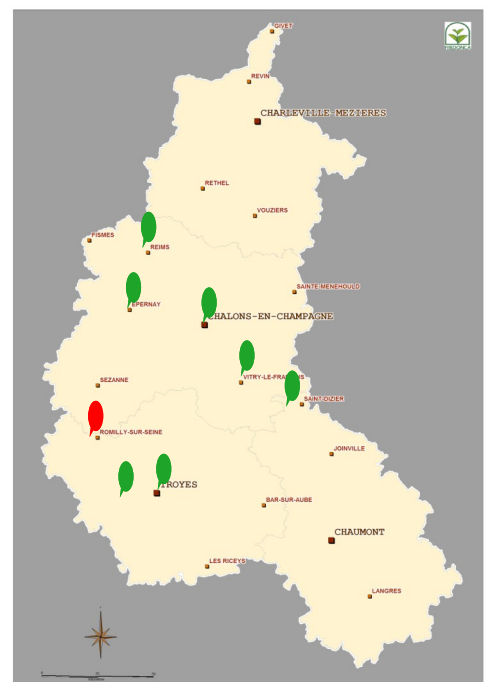 GIVET
REVIN
CHARLEVILLE-MEZIERES
RETHEL
VOUZIERS
FISMES
REIMS
SAINTE-MENEHOULD
EPERNAY
CHALONS-EN-CHAMPAGNE
SEZANNE
VITRY-LE-FRANCOIS
SAINT-DIZIER
ROMILLY-SUR-SEINE
JOINVILLE
TROYES
BAR-SUR-AUBE
CHAUMONT
LES RICEYS
LANGRES